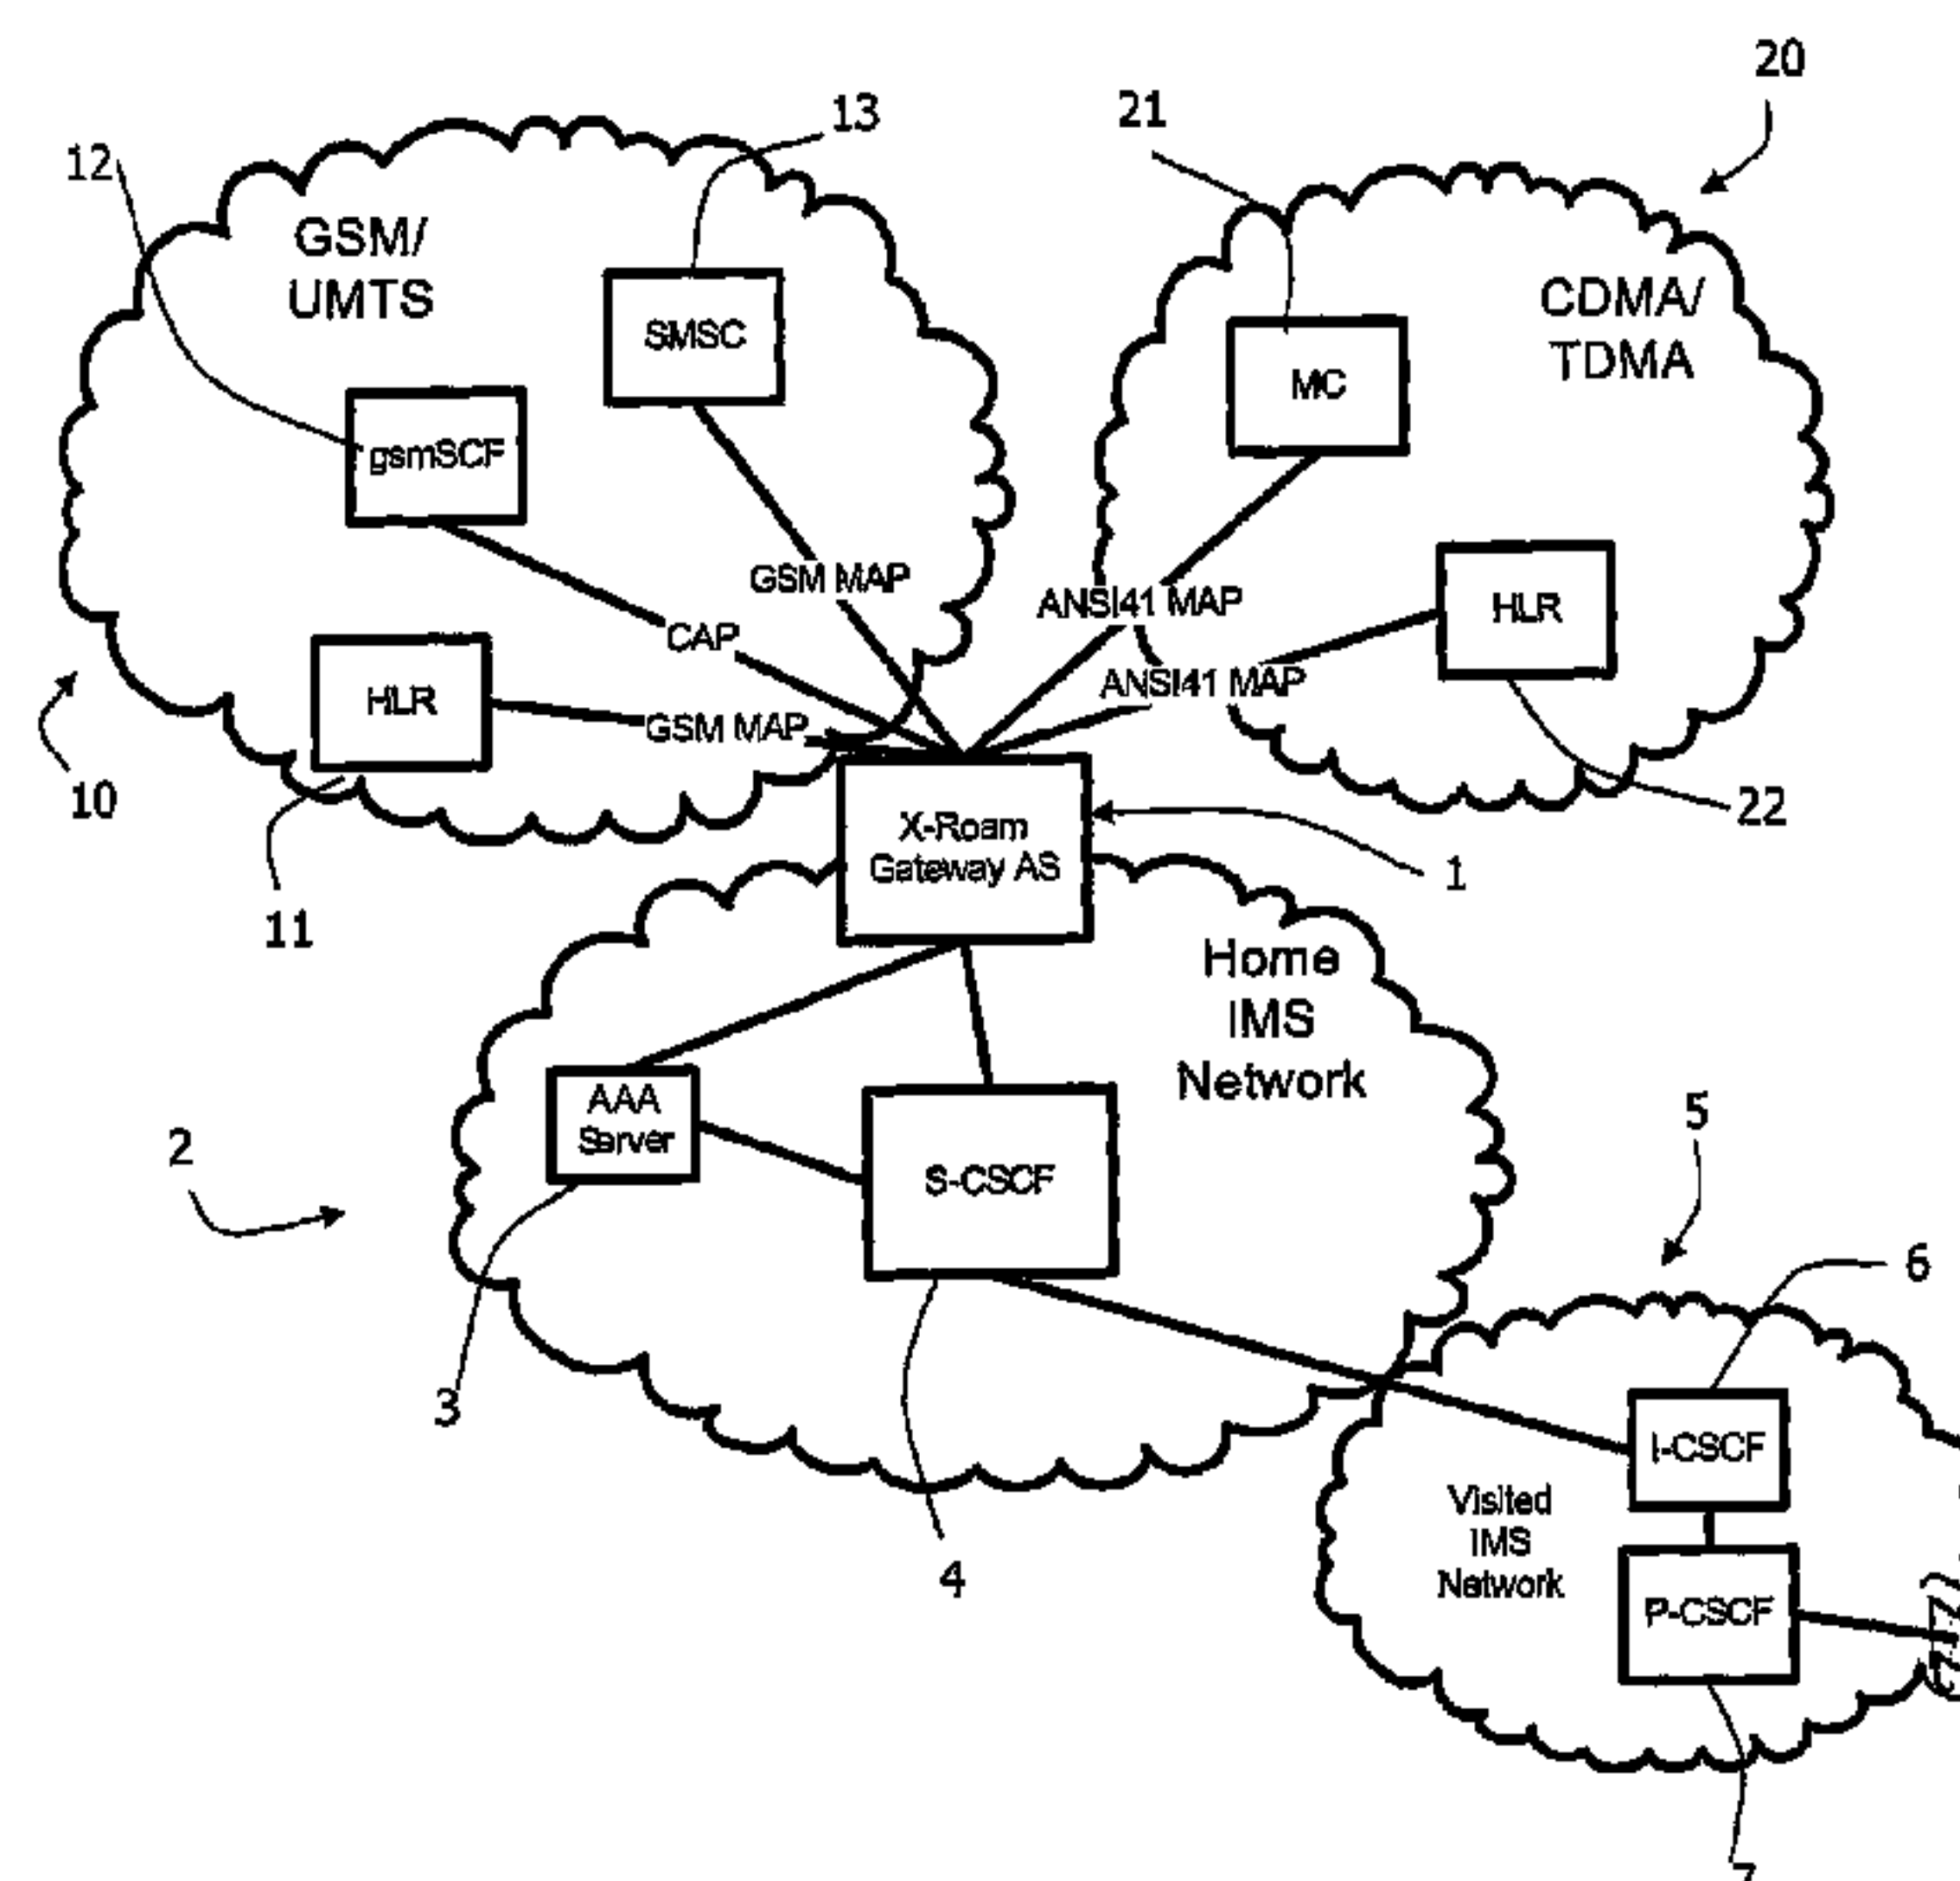 20
13
21
12
GSM/
UMTS
SMSC
CDMA/
TDMA
MC
gsmSCF
GSM MAP
ANSI41 MAP
HLR
CAP
ANSI41 MAP
HLR
GSM MAP
10
22
X-Roam
Gateway AS
1
11
Home
IMS
Network
AAA
Server
5
2
S-CSCF
6
3
I-CSCF
Visited
IMS
Network
4
P-CSCF
7